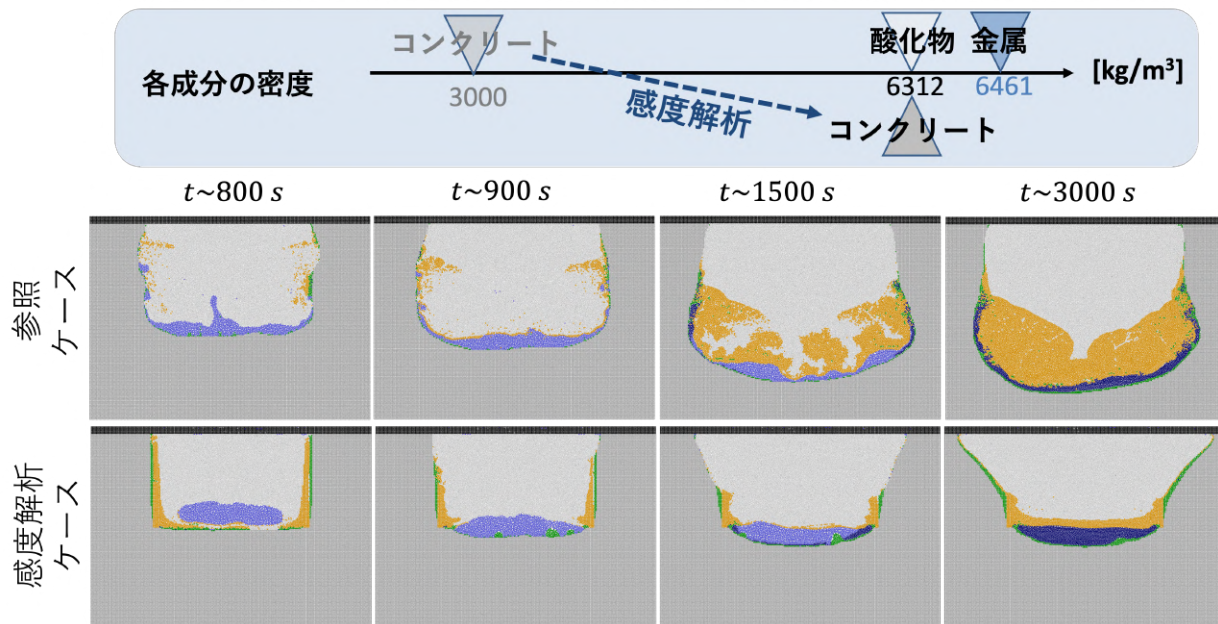 コンクリート
酸化物 金属
各成分の密度
[kg/m³]
3000
6312 6461
感度解析
コンクリート
t~800 s
t~900 s
t~1500 s
t~3000 s
参照
ケース
感度解析
ケース